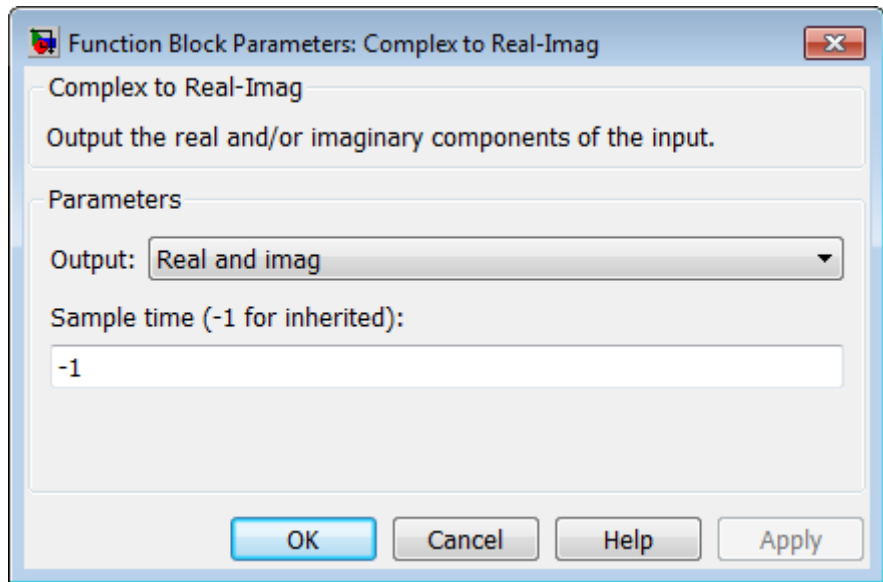 Function Block Parameters: Complex to Real-Imag
Complex to Real-Imag
Output the real and/or imaginary components of the input.
Parameters
Output: Real and imag
Sample time (-1 for inherited):
-1
OK Cancel Help Apply